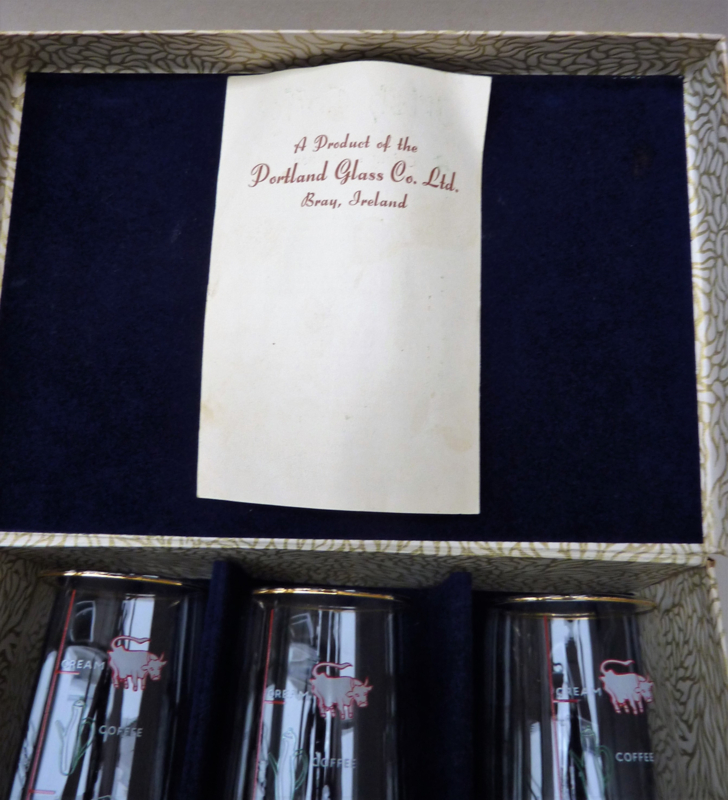 A Product of the
Portland Glass Co. Ltd.
Bray, Ireland
CREAM
CREAM
CREAM
COFFEE
COFFEE
COFFEE